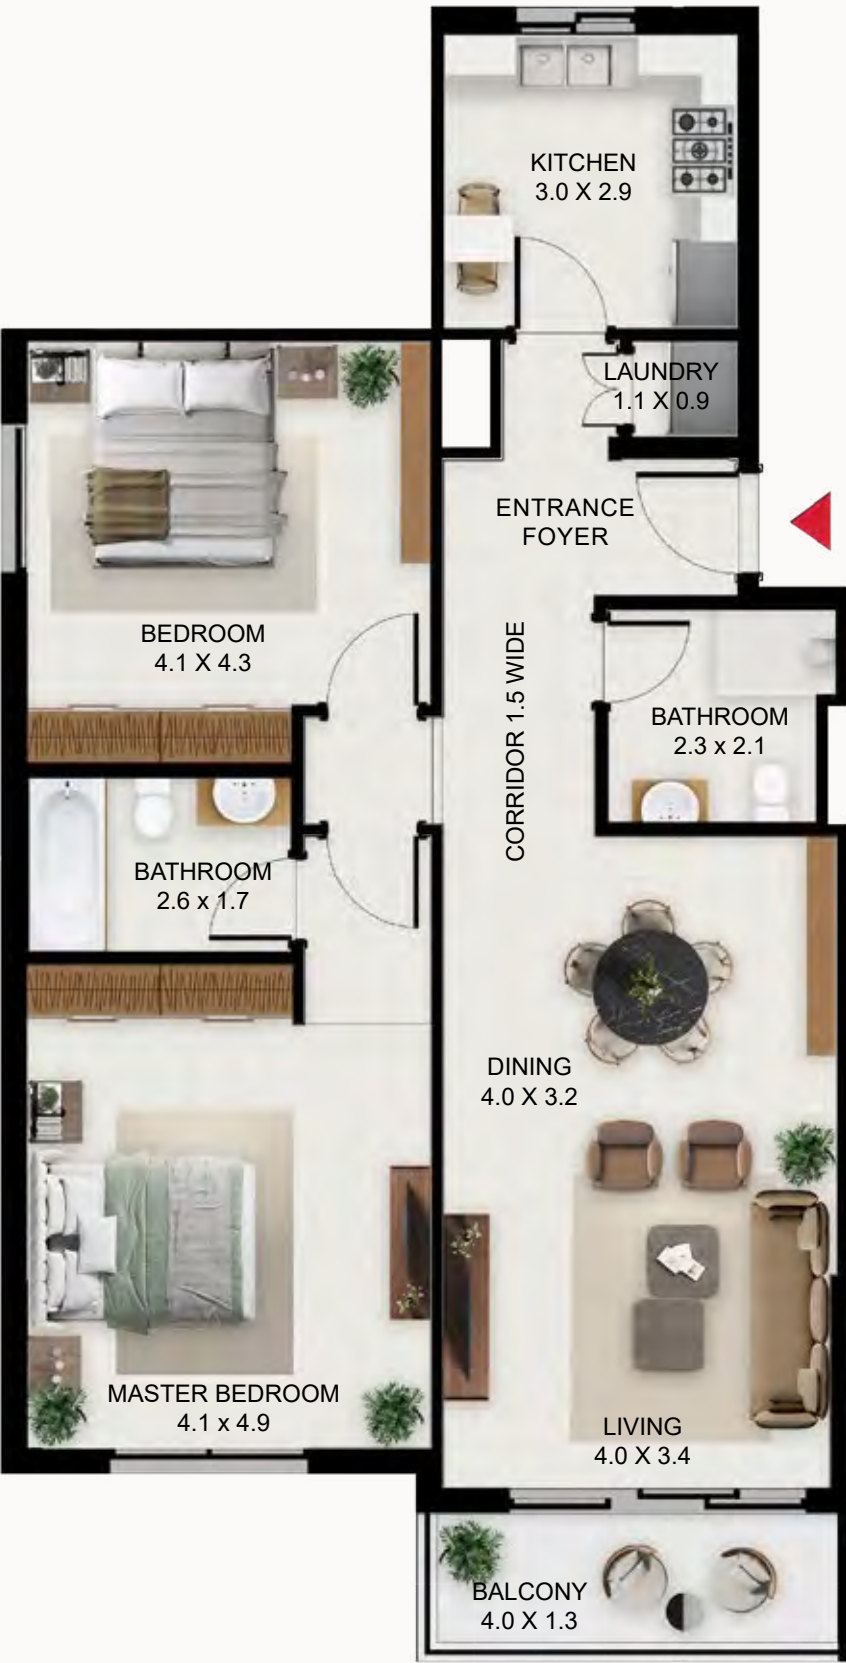 KITCHEN
3.0 X 2.9
LAUNDRY
1.1 X 0.9
ENTRANCE
FOYER
BEDROOM
4.1 X 4.3
CORRIDOR 1.5 WIDE
BATHROOM
2.3 x 2.1
BATHROOM
2.6 x 1.7
DINING
4.0 X 3.2
MASTER BEDROOM
4.1 x 4.9
LIVING
4.0 X 3.4
BALCONY
4.0 X 1.3